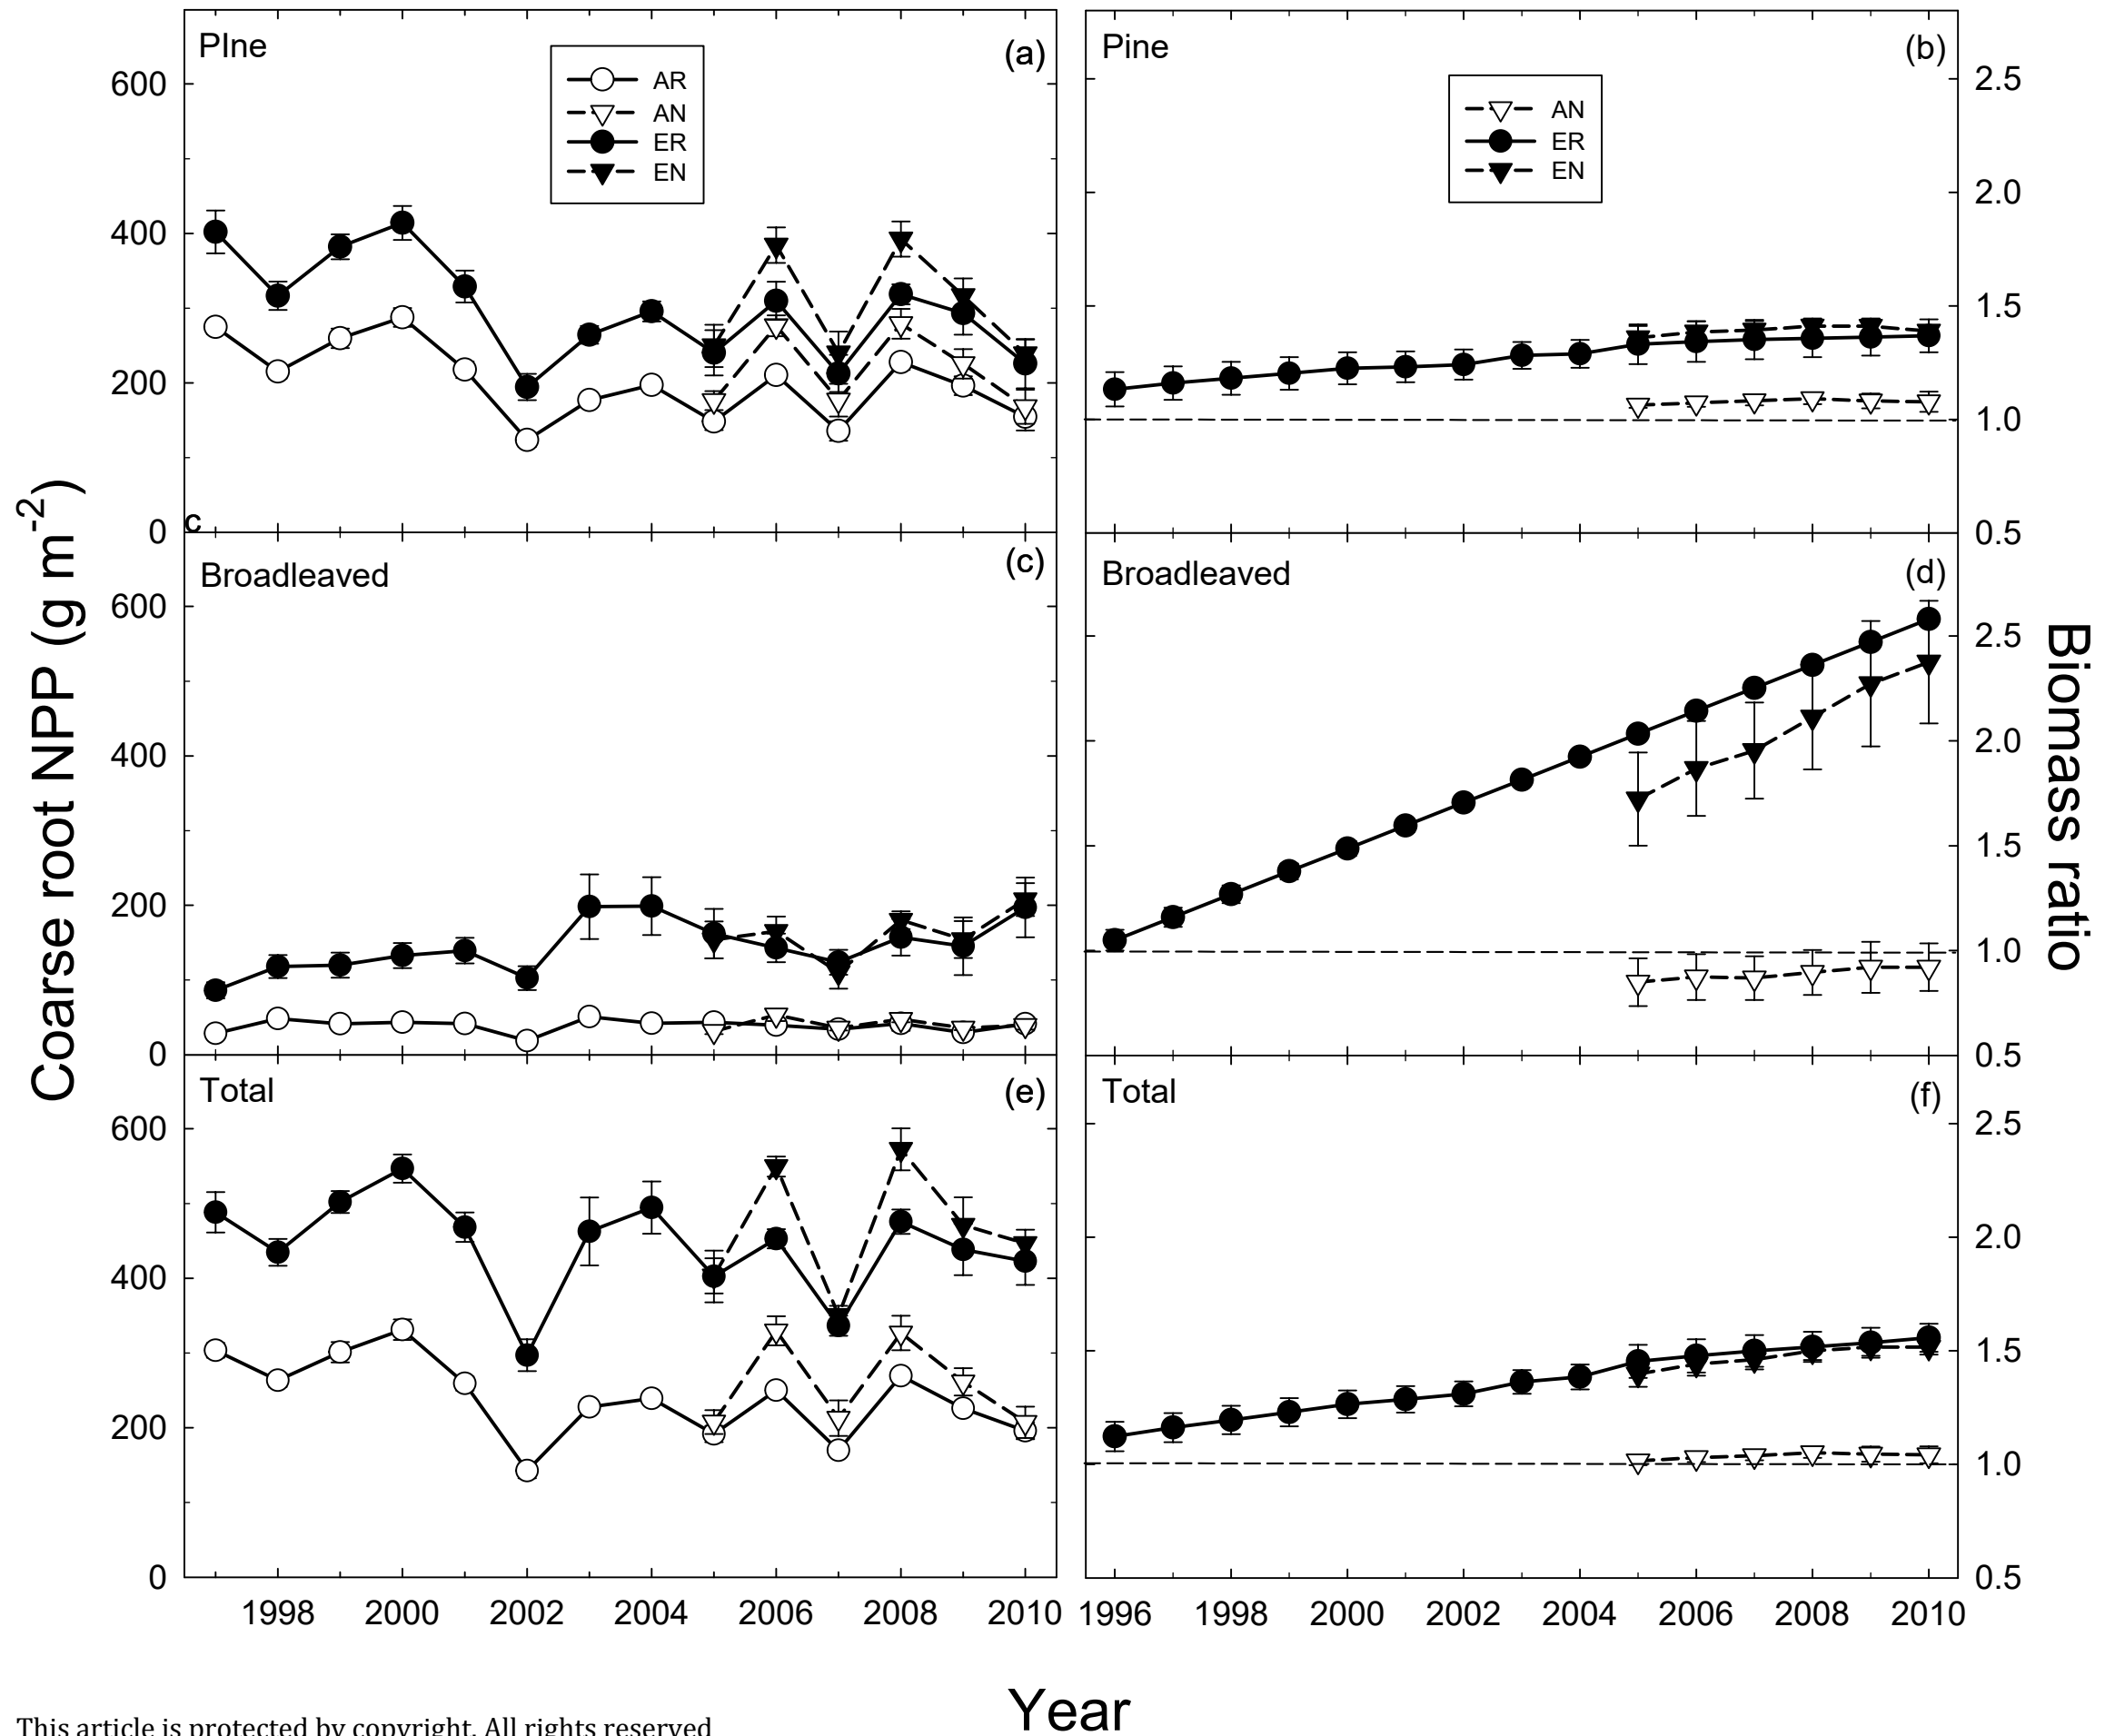 PIne
(a)
AR
AN
ER
EN
600
400
200
0
c
Pine
(b)
AN
ER
EN
2.5
2.0
1.5
1.0
0.5
Broadleaved
(c)
600
400
200
0
Broadleaved
(d)
2.5
2.0
1.5
1.0
0.5
Total
(e)
600
400
200
0
Total
(f)
2.5
2.0
1.5
1.0
0.5
Coarse root NPP (g m-2)
Biomass ratio
1998 2000 2002 2004 2006 2008 2010
1996 1998 2000 2002 2004 2006 2008 2010
Year
This article is protected by copyright. All rights reserved